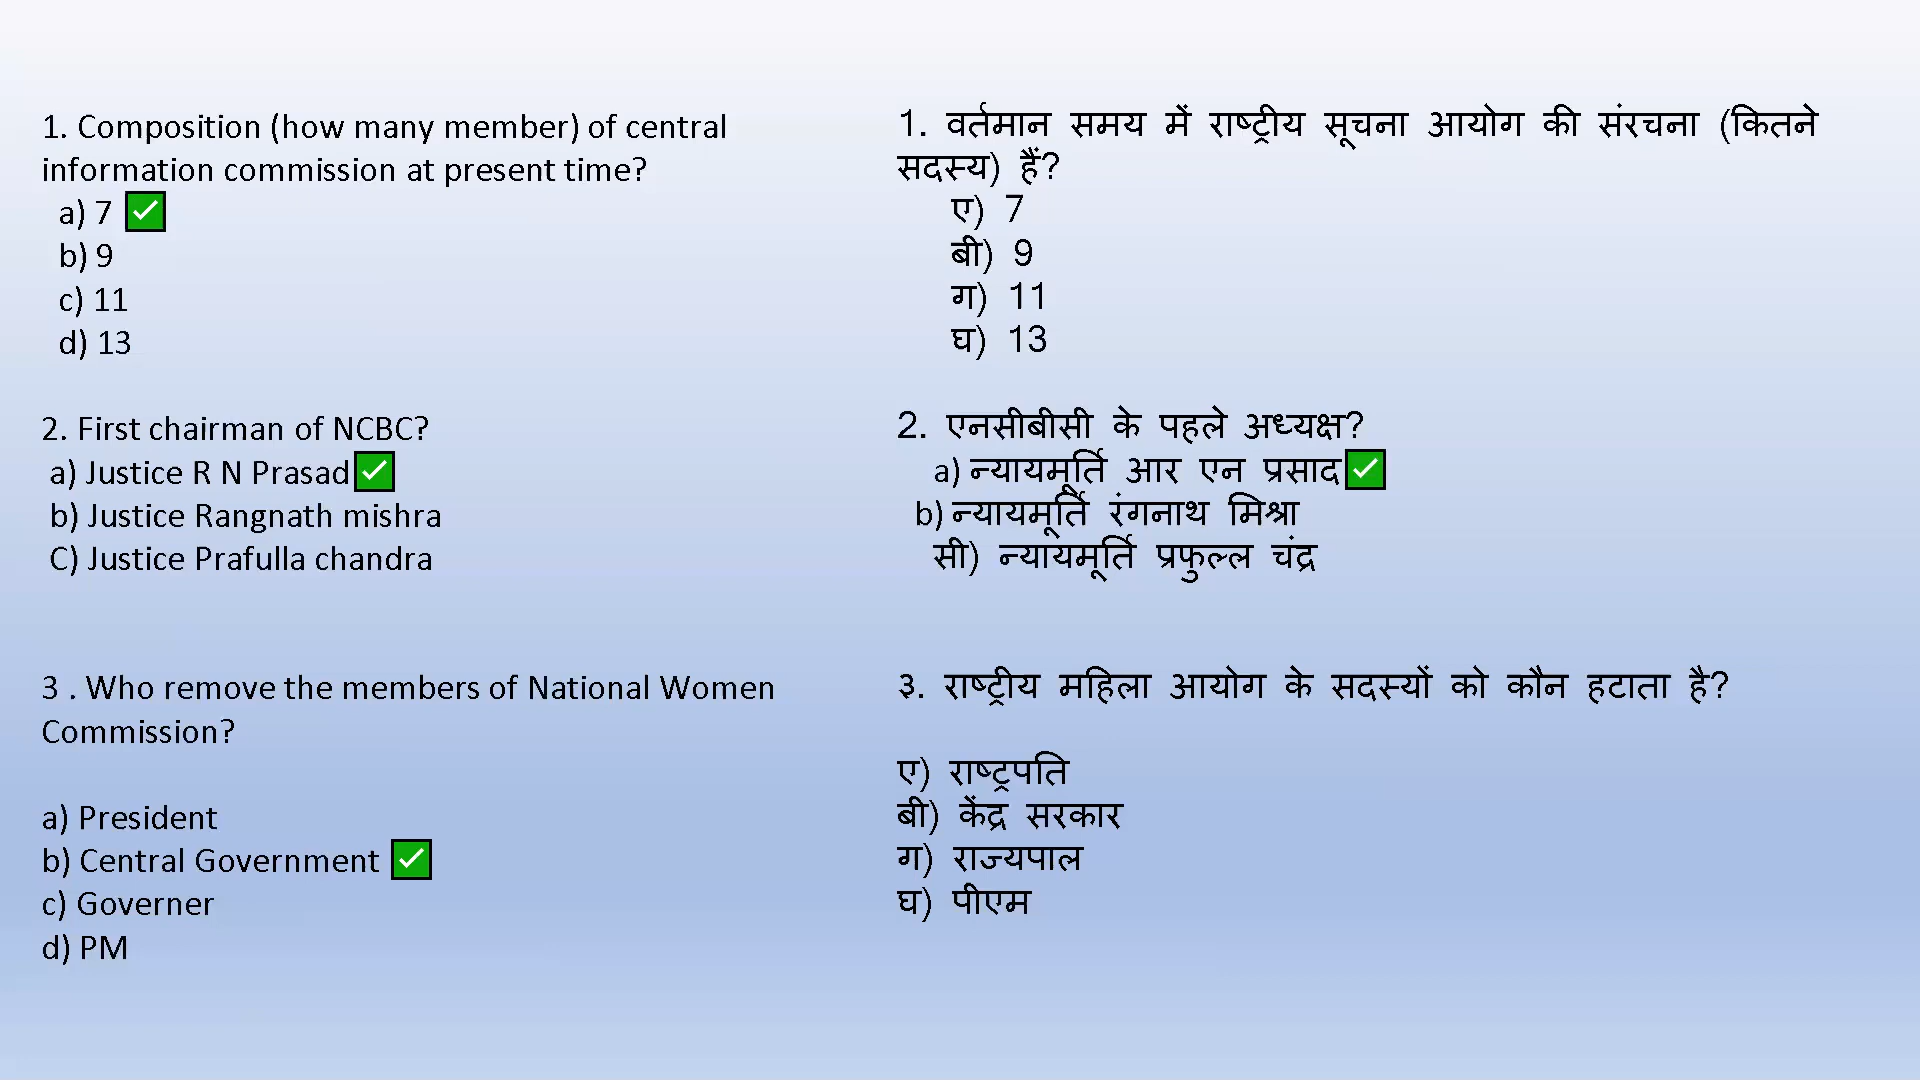 1. Composition (how many member) of central
information commission at present time?
a) 7 ✅
b) 9
c) 11
d) 13
2. First chairman of NCBC?
a) Justice R N Prasad✅
b) Justice Rangnath mishra
C) Justice Prafulla chandra
3 . Who remove the members of National Women
Commission?
a) President
b) Central Government ✅
c) Governer
d) PM
1. वर्तमान समय में राष्ट्रीय सूचना आयोग की संरचना (कितने
सदस्य) हैं?
ए) 7
बी) 9
ग) 11
घ) 13
2. एनसीबीसी के पहले अध्यक्ष?
a) न्यायमूर्ति आर एन प्रसाद✅
b) न्यायमूर्ति रंगनाथ मिश्रा
सी) न्यायमूर्ति प्रफुल्ल चंद्र
३. राष्ट्रीय महिला आयोग के सदस्यों को कौन हटाता है?
ए) राष्ट्रपति
बी) केंद्र सरकार
ग) राज्यपाल
घ) पीएम